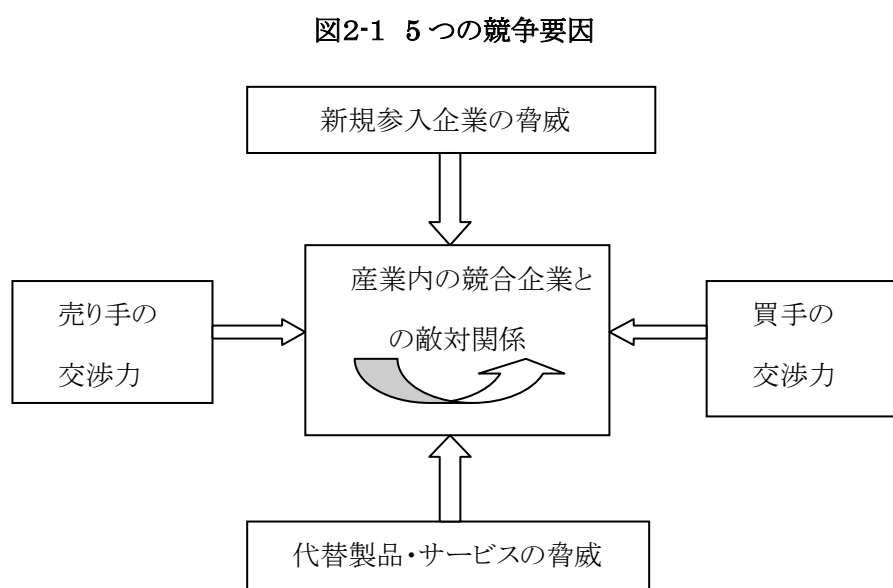 図2-1 5つの競争要因
新規参入企業の脅威
産業内の競合企業と
の敵対関係
売り手の
交渉力
買手の
交渉力
代替製品・サービスの脅威